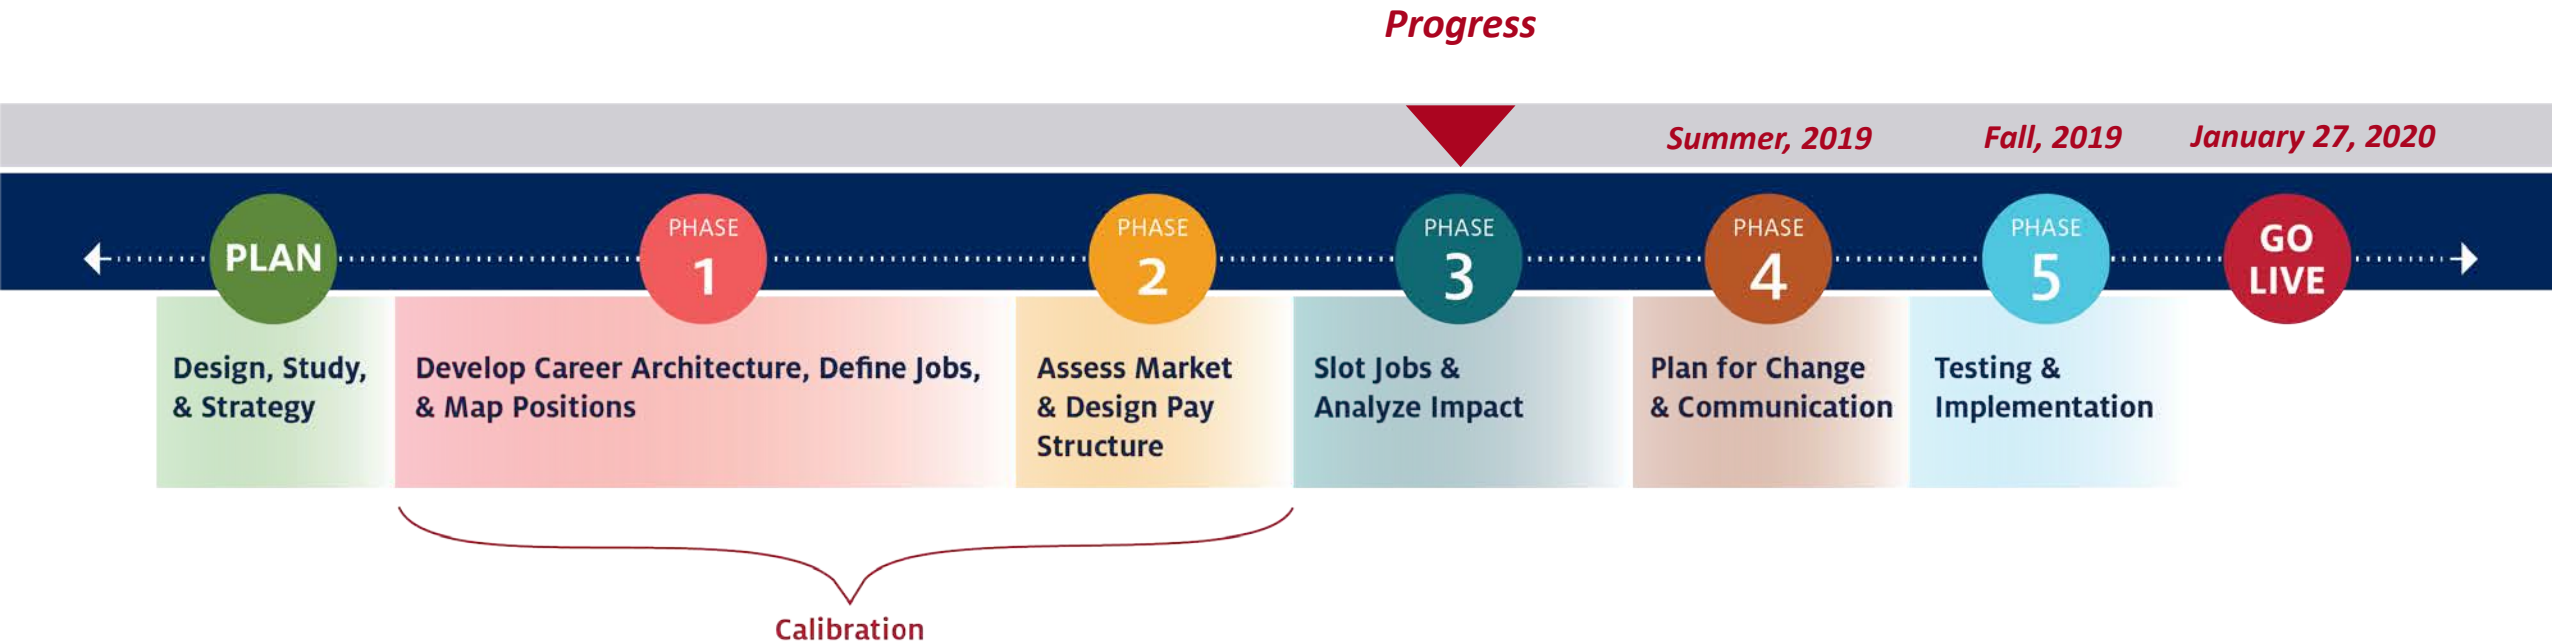 Progress
Summer, 2019
Fall, 2019
January 27, 2020
PLAN
PHASE
1
PHASE
2
PHASE
3
PHASE
4
PHASE
5
GO
LIVE
Design, Study,
& Strategy
Develop Career Architecture, Define Jobs,
& Map Positions
Assess Market
& Design Pay
Structure
Slot Jobs &
Analyze Impact
Plan for Change
& Communication
Testing &
Implementation
Calibration